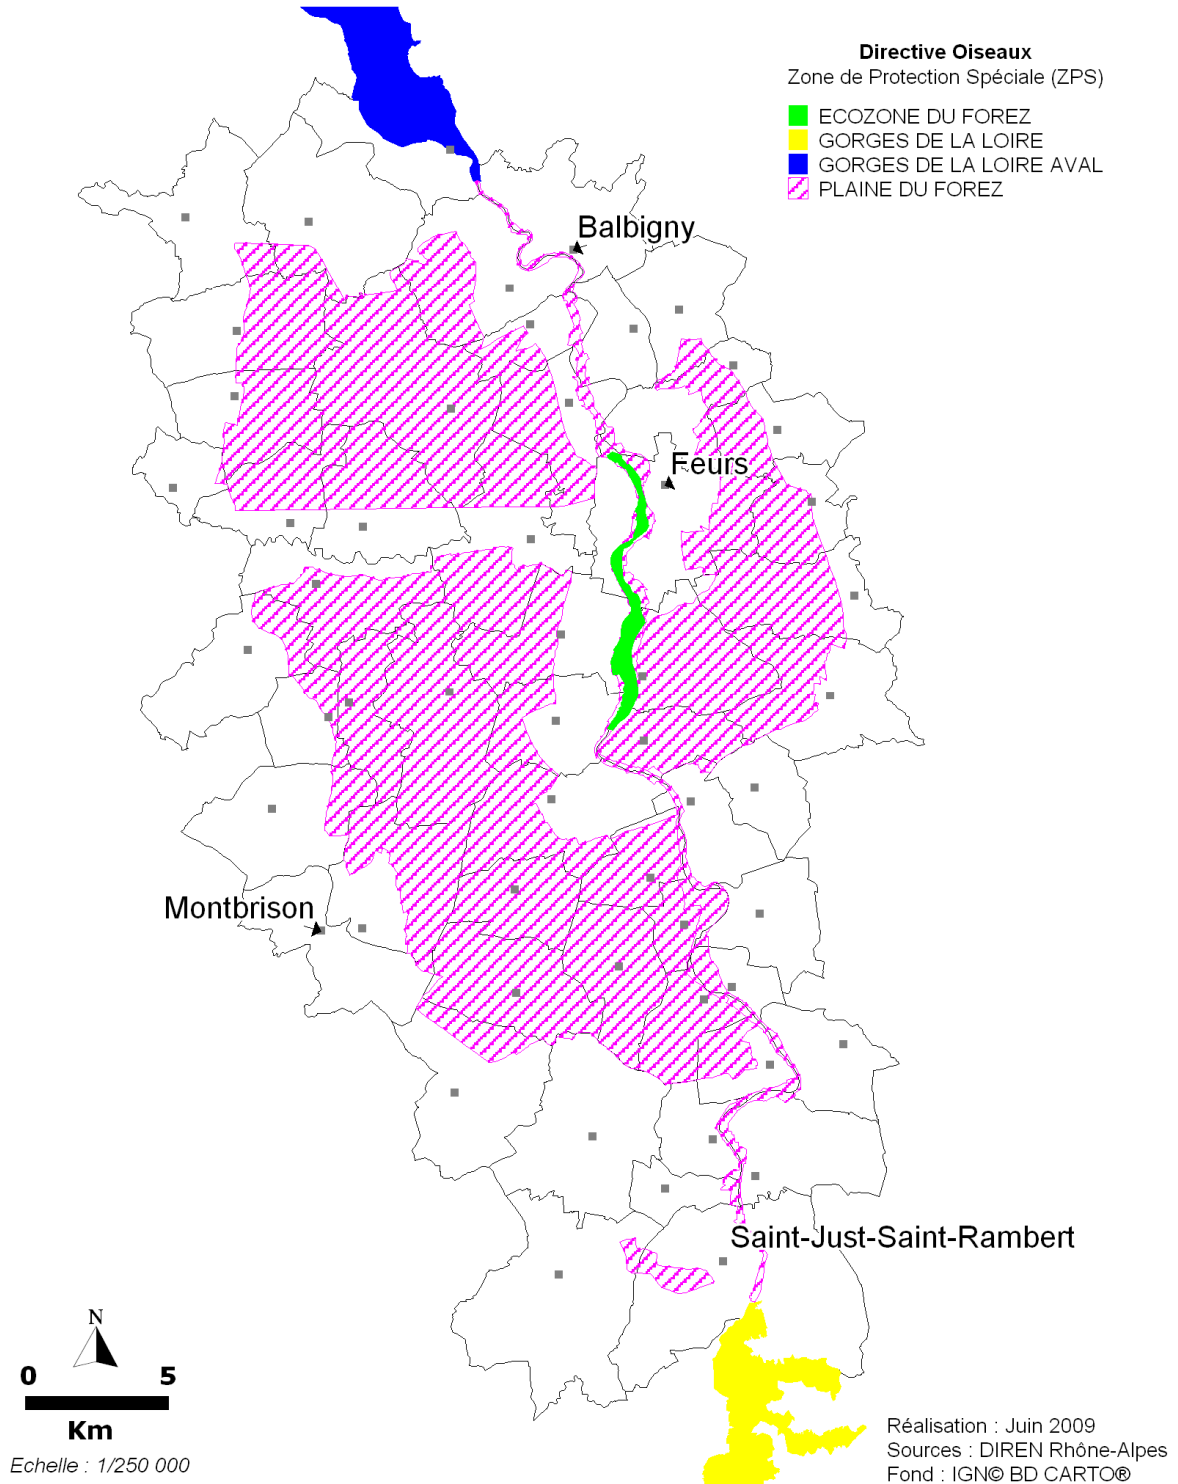 Directive Oiseaux
Zone de Protection Spéciale (ZPS)
ECOZONE DU FOREZ
GORGES DE LA LOIRE
GORGES DE LA LOIRE AVAL
PLAINE DU FOREZ
Balbigny
Feurs
Montbrison
Saint-Just-Saint-Rambert
N
0 5
Km
Echelle : 1/250 000
Réalisation : Juin 2009
Sources : DIREN Rhône-Alpes
Fond : IGN© BD CARTO®